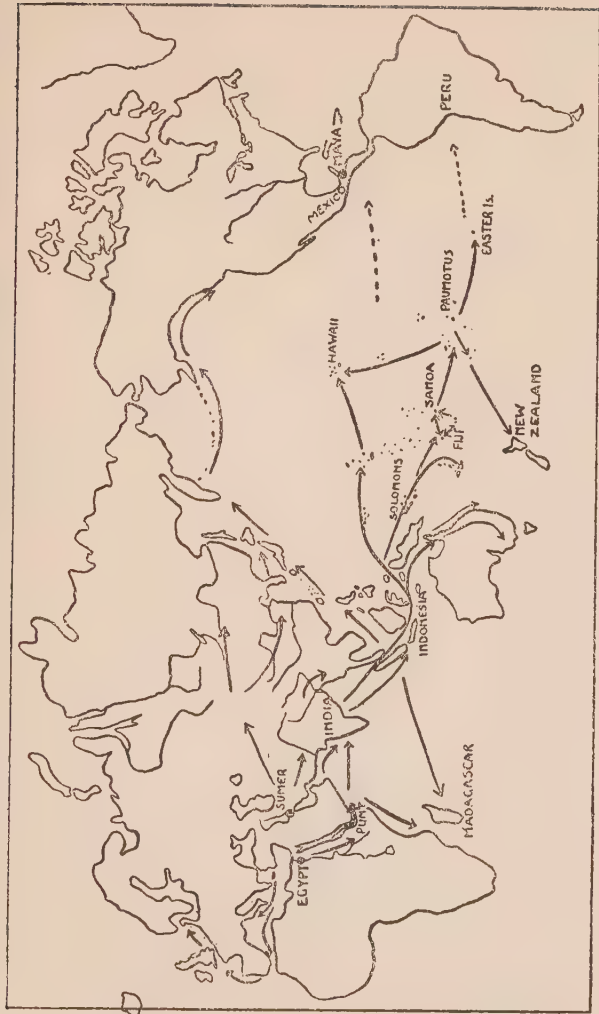 PERU
MAYA
MEXICO
EASTER Is.
PAUMOTUS
HAWAII
SAMOA
NEW
ZEALAND
FIJI
SOLOMONS
INDONESIA
INDIA
SUMER
MADAGASCAR
PUNT
EGYPT